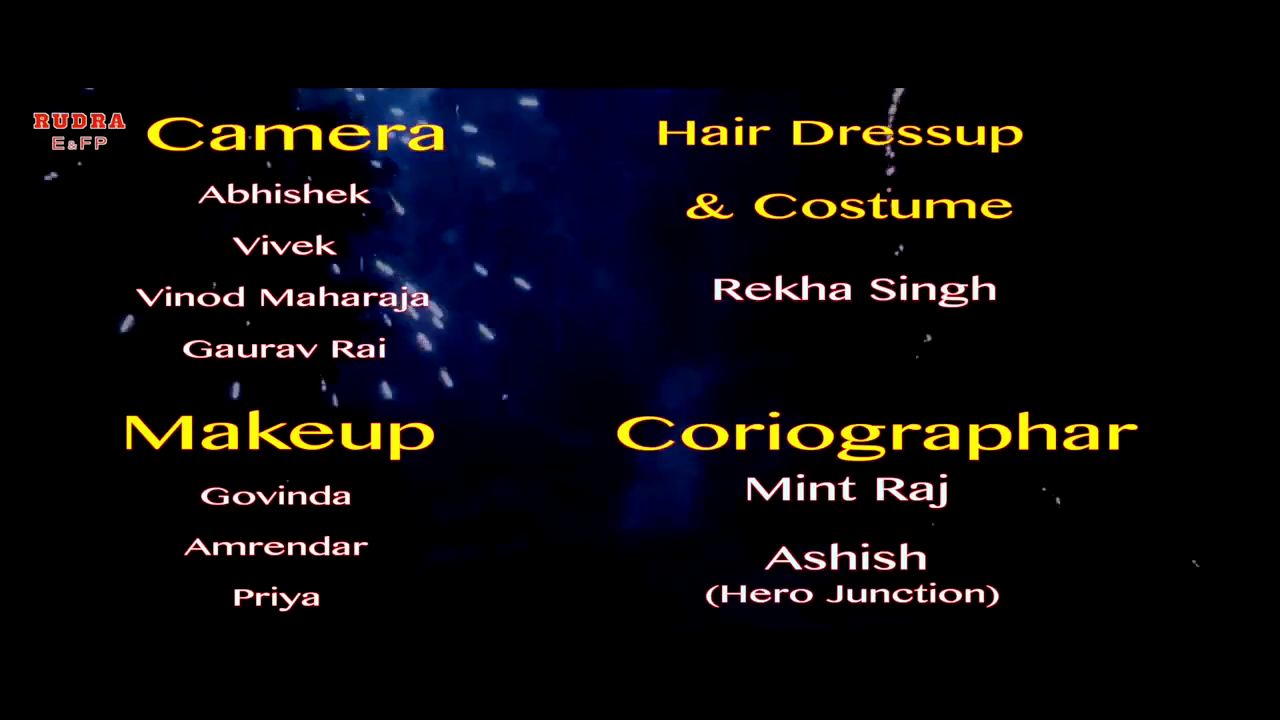 RUDRA
E&FP
Camera
Abhishek
Vivek
Vinod Maharaja
Gaurav Rai
Hair Dressup
& Costume
Rekha Singh
Makeup
Govinda
Amrendar
Priya
Coriographar
Mint Raj
Ashish
(Hero Junction)